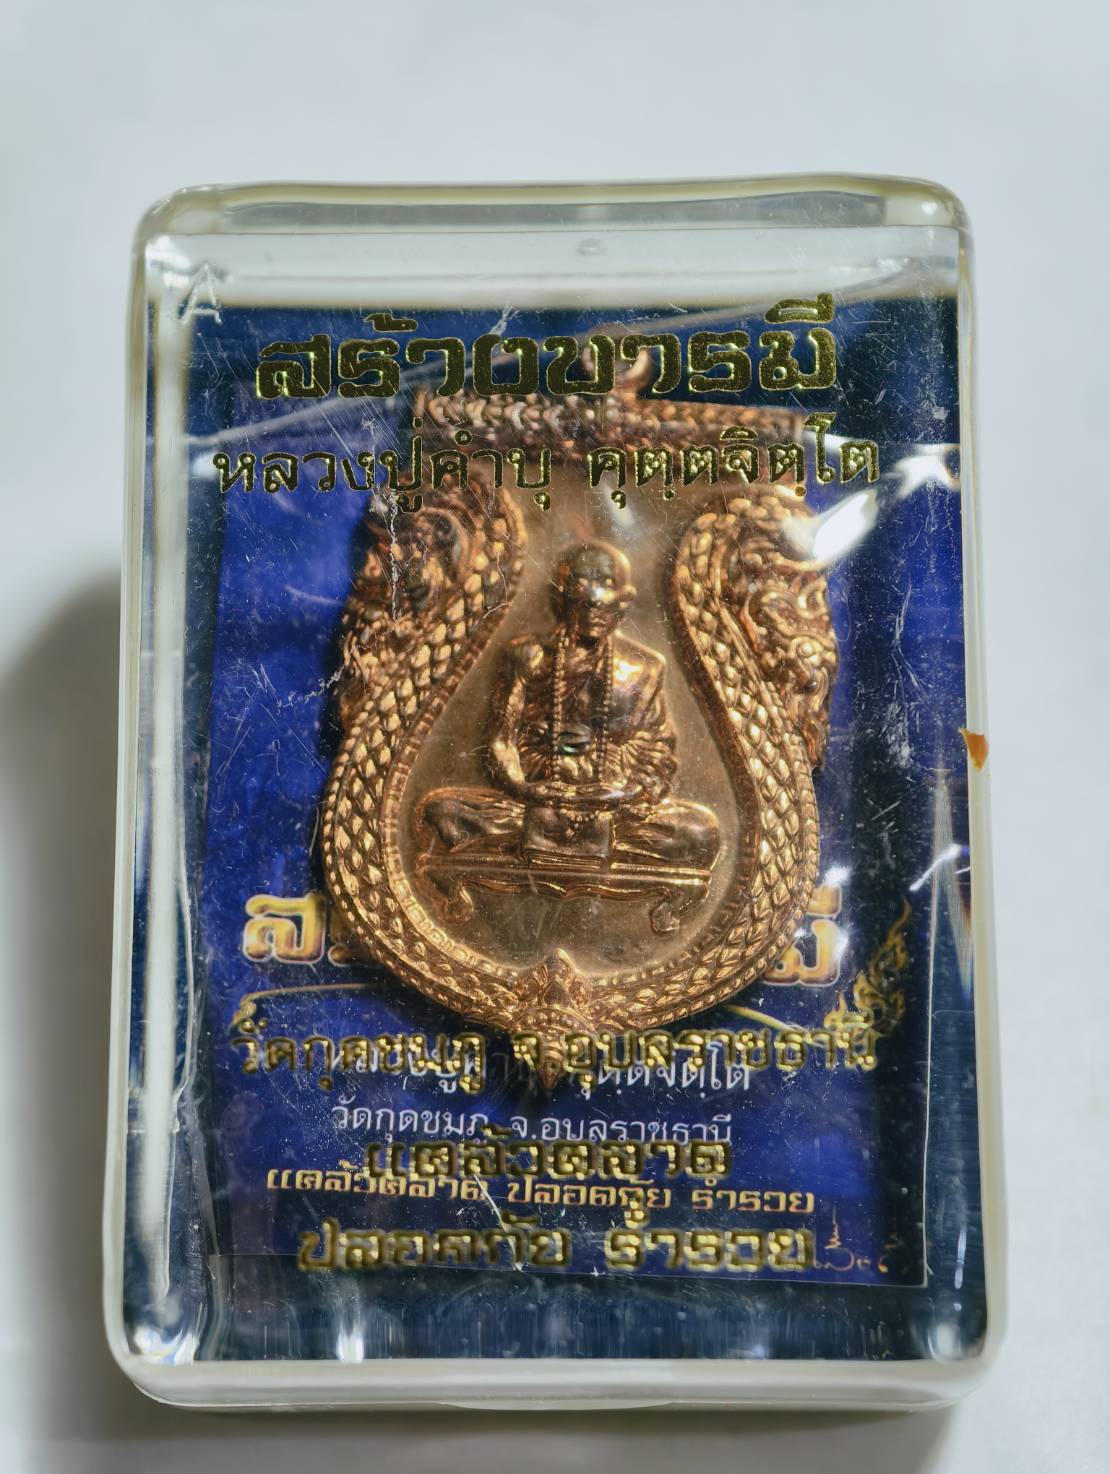 สร้างบารมี
หลวงปู่คำบุ คุตฺตจิตฺโต
วัดกุดชมภู จ.อุบลราชธานี
วัดกุดชมภู จ.อุบลราชธานี
แคล้วคลาด
แคล้วคลาด ปลอดภัย ร่ำรวย
ปลอดภัย ร่ำรวย